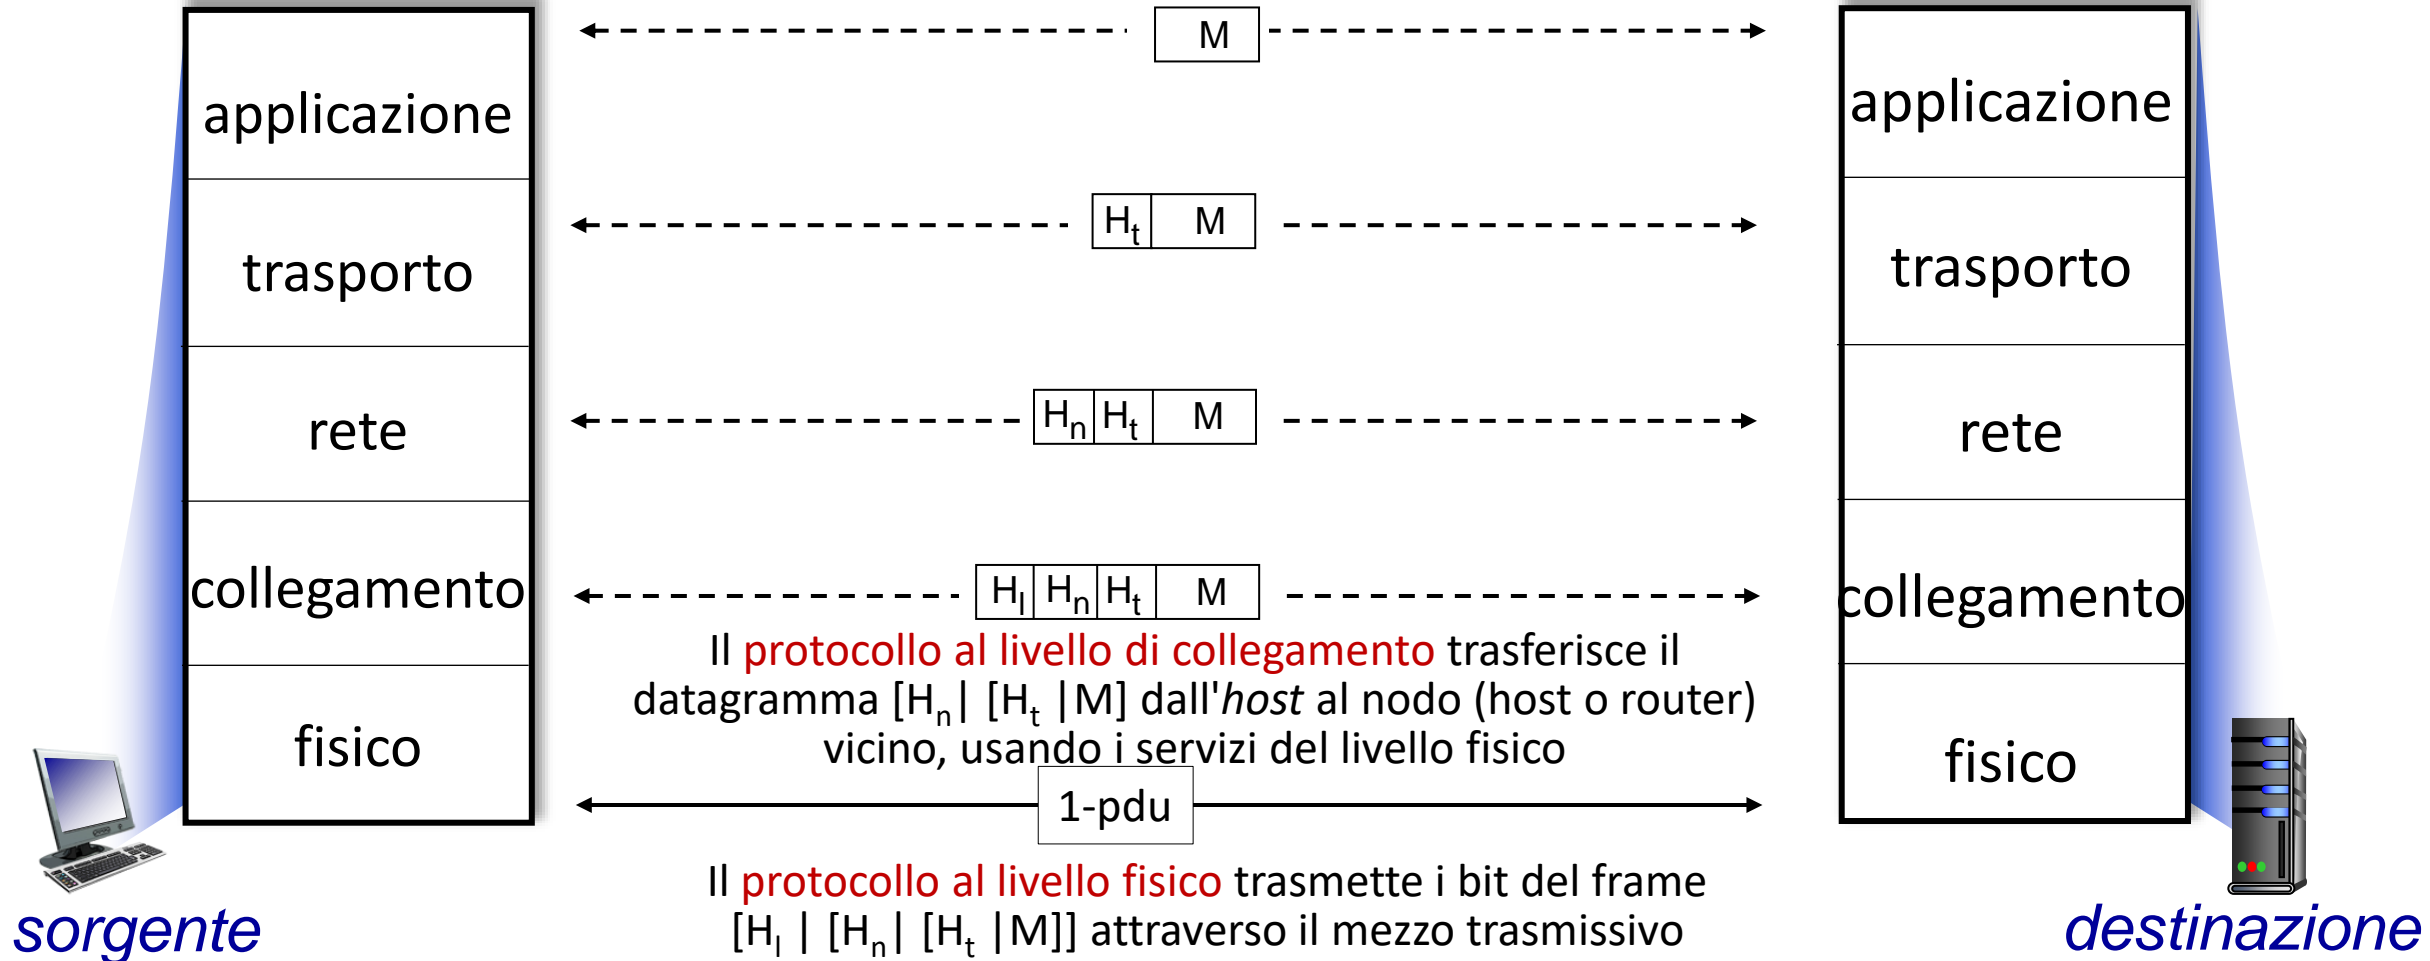 M
applicazione
applicazione
Ht M
trasporto
trasporto
Hn Ht M
rete
rete
Hl Hn Ht M
collegamento
collegamento
Il protocollo al livello di collegamento trasferisce il
datagramma [Hn| [Ht |M] dall'host al nodo (host o router)
vicino, usando i servizi del livello fisico
fisico
fisico
1-pdu
Il protocollo al livello fisico trasmette i bit del frame
[Hl | [Hn| [Ht |M]] attraverso il mezzo trasmissivo
sorgente
destinazione